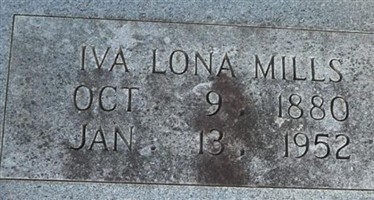 IVA LONA MILLS
OCT 9, 1880
JAN 13, 1952